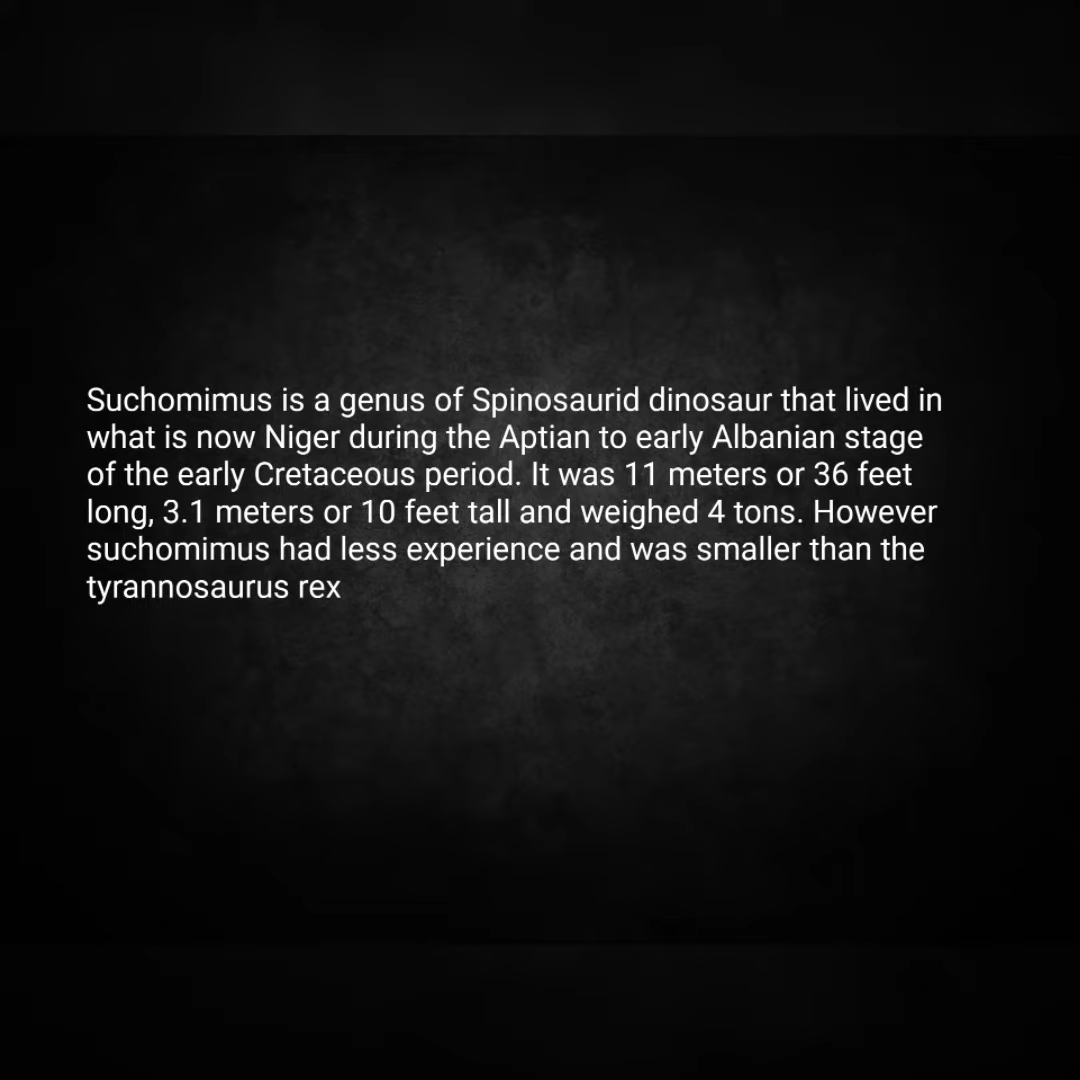 Suchomimus is a genus of Spinosaurid dinosaur that lived in
what is now Niger during the Aptian to early Albanian stage
of the early Cretaceous period. It was 11 meters or 36 feet
long, 3.1 meters or 10 feet tall and weighed 4 tons. However
suchomimus had less experience and was smaller than the
tyrannosaurus rex